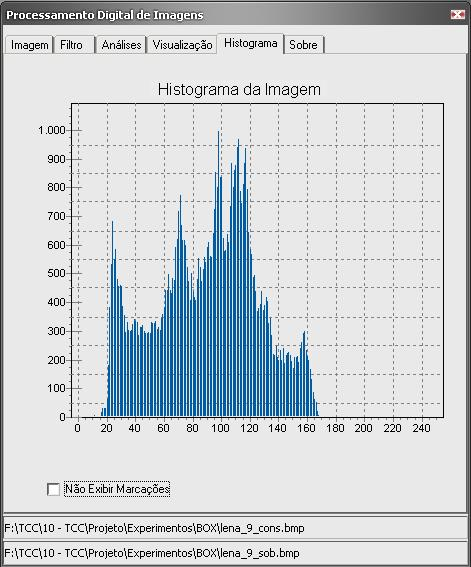 Processamento Digital de Imagens
Imagem Filtro Análises Visualização Histograma Sobre
Histograma da Imagem
1.000
900
800
700
600
500
400
300
200
100
0
0 20 40 60 80 100 120 140 160 180 200 220 240
Não Exibir Marcações
F:\TCC\10 - TCC\Projeto\Experimentos\BOX\lena_9_cons.bmp
F:\TCC\10 - TCC\Projeto\Experimentos\BOX\lena_9_sob.bmp